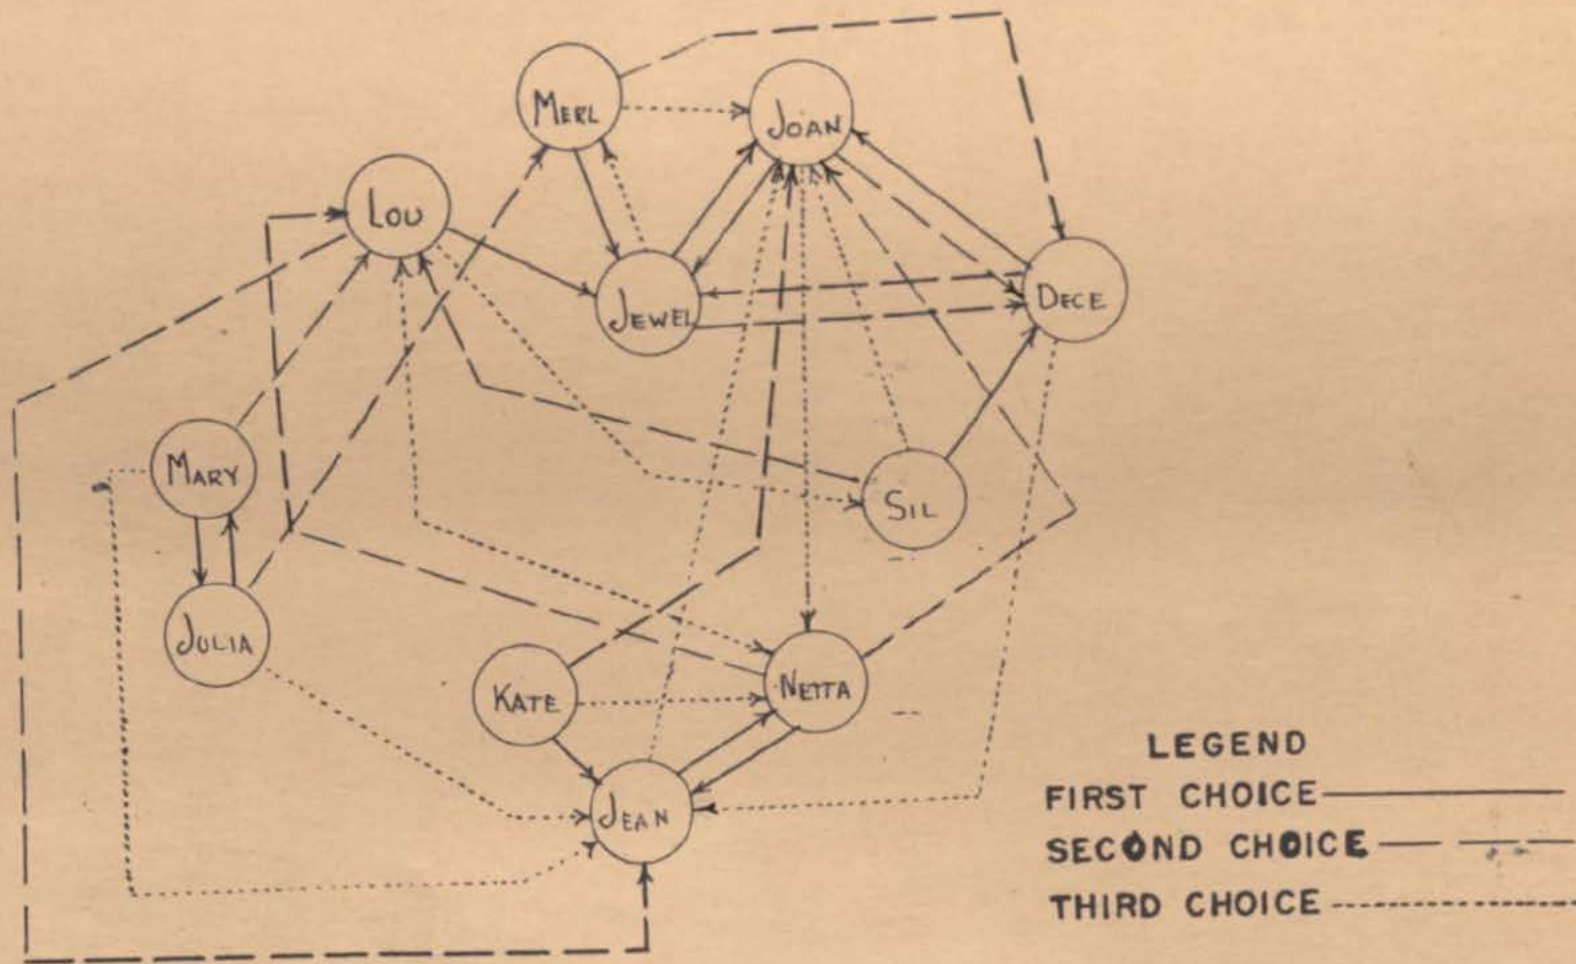 MERL
JOAN
LOU
JEWEL
DECE
MARY
SIL
JULIA
KATE
NETTA
JEAN
LEGEND
FIRST CHOICE
SECOND CHOICE
THIRD CHOICE